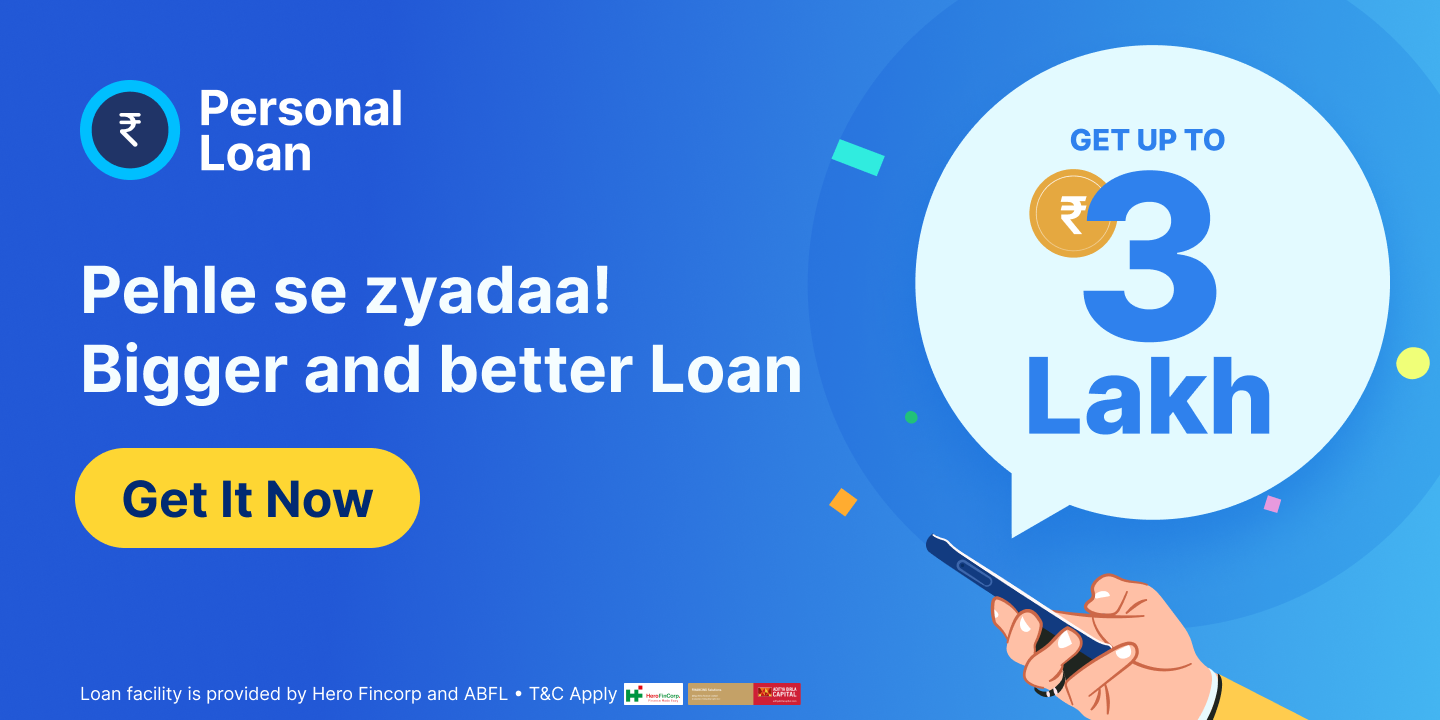 ₹
Personal
Loan
Pehle se zyadaa!
Bigger and better Loan
Get It Now
GET UP TO
₹
3
Lakh
Loan facility is provided by Hero Fincorp and ABFL • T&C Apply
HeroFinCorp.
ADITYA BIRLA
CAPITAL